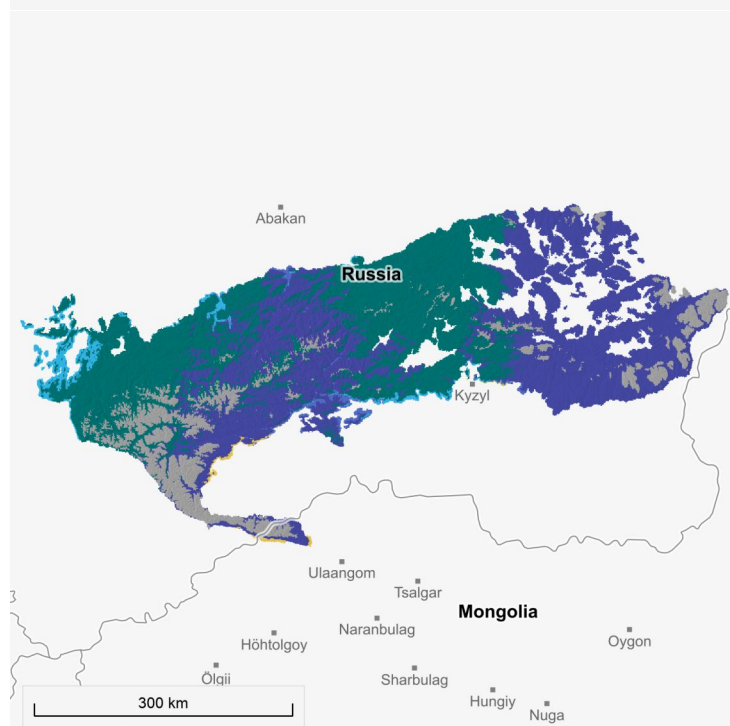 Abakan
Russia
Kyzyl
Ulaangom
Tsalgar
Mongolia
Naranbulag
Höhtolgoy
Oygon
Ölgii
Sharbulag
Hungiy
Nuga
300 km